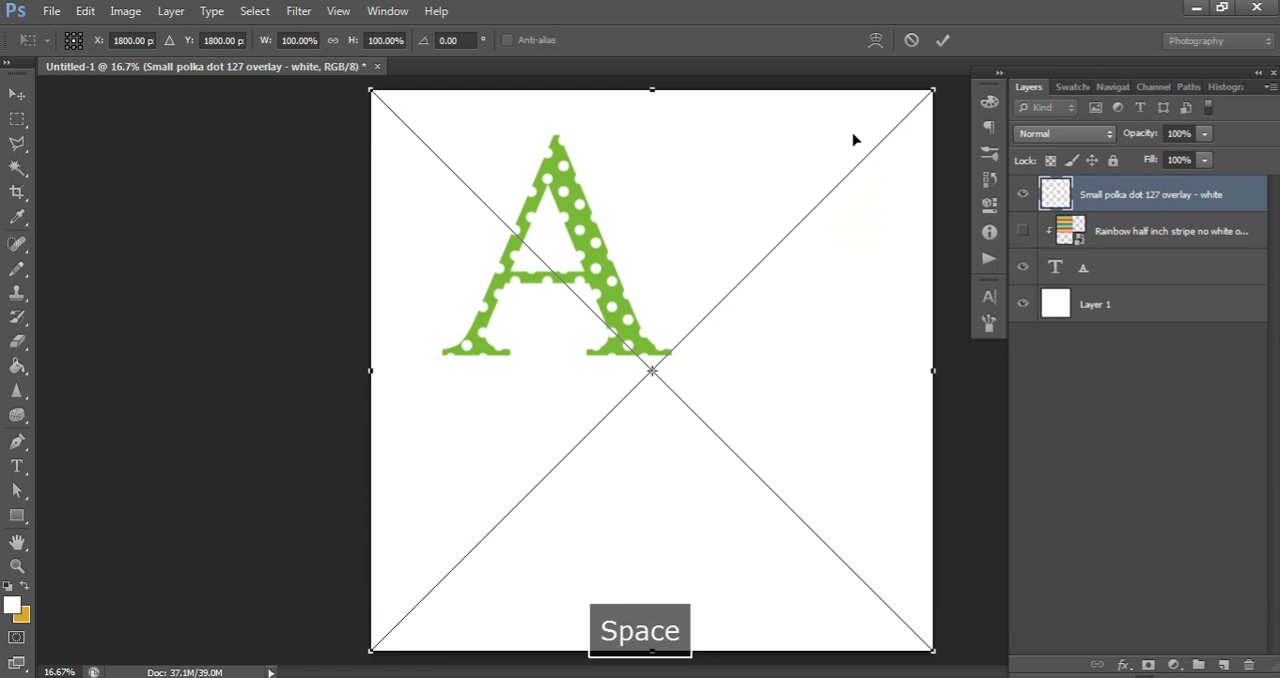 Ps File Edit Image Layer Type Select Filter View Window Help
X: 1800.00 p: Y: 1800.00 p: W: 100.00% H: 100.00% 0.00 ° Anti-alias Photography
Untitled-1 @ 16.7% (Small polka dot 127 overlay - white, RGB/8) * ×
Layers Swatch Navigat Channel Paths Histogra
Kind
Normal Opacity: 100%
Lock: Fill: 100%
Small polka dot 127 overlay - white
Rainbow half inch stripe no white o...
T A
Layer 1
A
Space
16.67% Doc: 37.1M/39.0M
fx